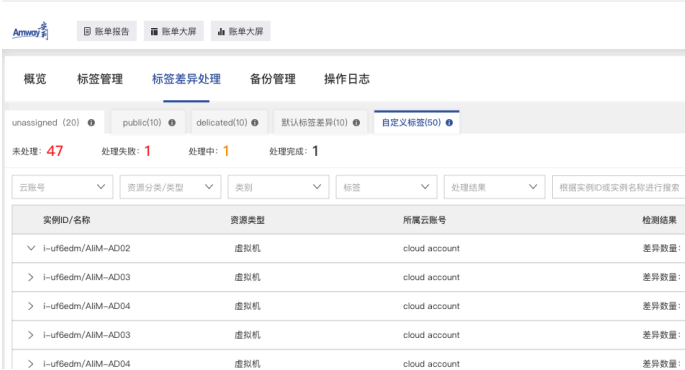 Amway 安利 账单报告 账单大屏 账单大屏
概览 标签管理 标签差异处理 备份管理 操作日志
unassigned (20) public(10) delicated(10) 默认标签差异(10) 自定义标签(50)
未处理: 47 处理失败: 1 处理中: 1 处理完成: 1
云账号 资源分类/类型 类别 标签 处理结果 根据实例ID或实例名称进行搜索
实例ID/名称 资源类型 所属云账号 检测结果
i-uf6edm/AliM-AD02 虚拟机 cloud account 差异数量:
i-uf6edm/AliM-AD03 虚拟机 cloud account 差异数量:
i-uf6edm/AliM-AD04 虚拟机 cloud account 差异数量:
i-uf6edm/AliM-AD03 虚拟机 cloud account 差异数量:
i-uf6edm/AliM-AD04 虚拟机 cloud account 差异数量: